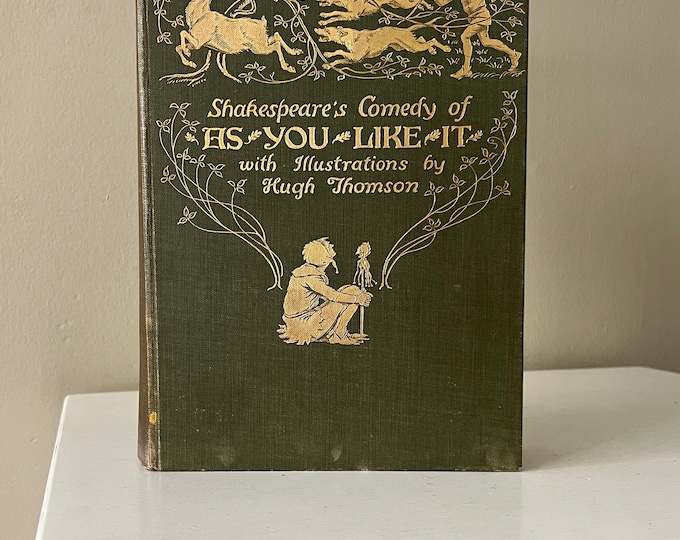 Shakespeare's Comedy of
AS YOU LIKE IT
with Illustrations by
Hugh Thomson